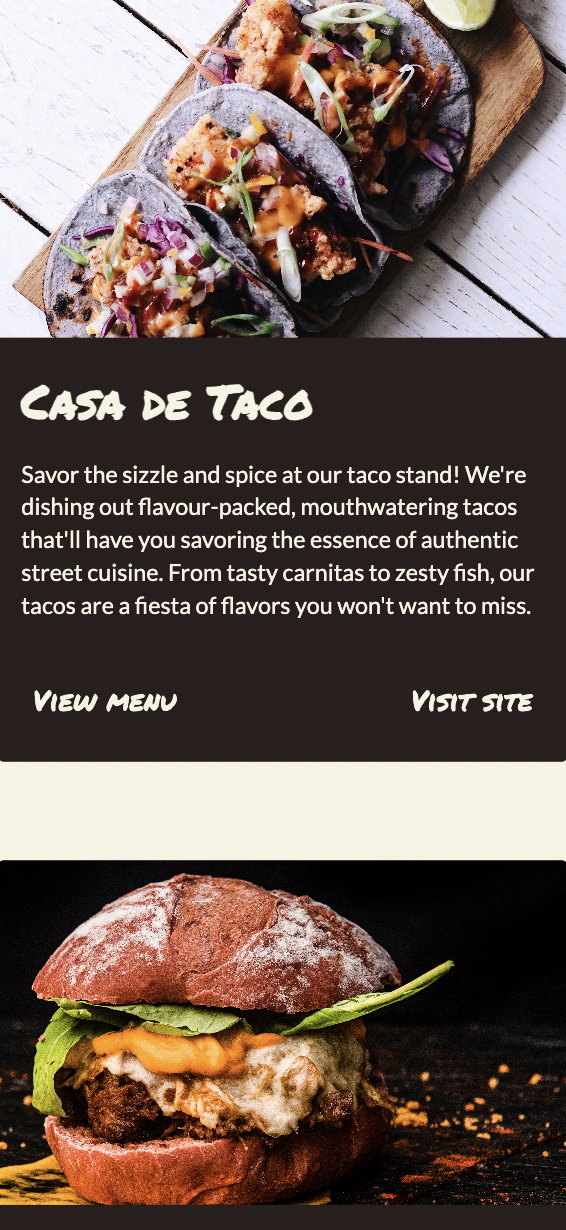 Casa de Taco
Savor the sizzle and spice at our taco stand! We're
dishing out flavour-packed, mouthwatering tacos
that'll have you savoring the essence of authentic
street cuisine. From tasty carnitas to zesty fish, our
tacos are a fiesta of flavors you won't want to miss.
View menu
Visit site